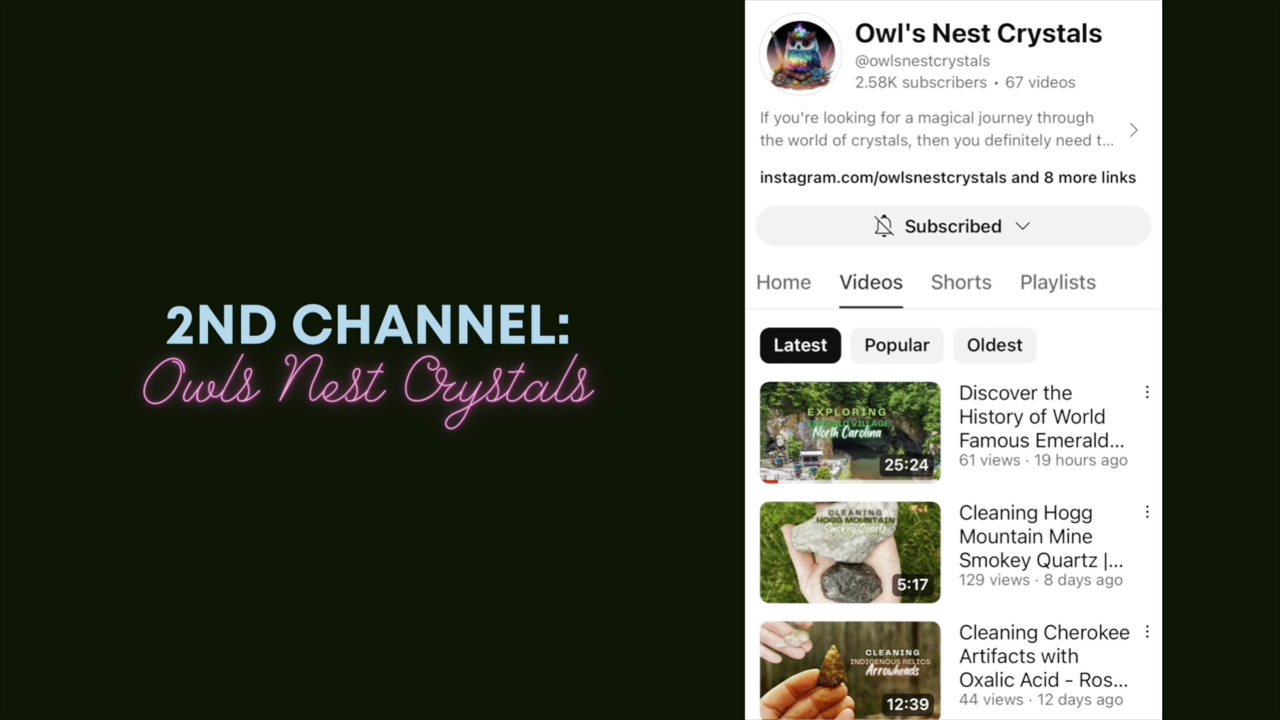 2ND CHANNEL:
Owls Nest Crystals
Owl's Nest Crystals
@owlsnestcrystals
2.58K subscribers • 67 videos
If you're looking for a magical journey through
the world of crystals, then you definitely need t...
instagram.com/owlsnestcrystals and 8 more links
Subscribed
Home Videos Shorts Playlists
Latest Popular Oldest
EXPLORING
EMERALD VILLAGE
North Carolina
25:24
Discover the
History of World
Famous Emerald...
61 views · 19 hours ago
CLEANING
HOGG MOUNTAIN
Smokey Quartz
5:17
Cleaning Hogg
Mountain Mine
Smokey Quartz |...
129 views · 8 days ago
CLEANING
INDIGENOUS RELICS
Arrowheads
12:39
Cleaning Cherokee
Artifacts with
Oxalic Acid - Ros...
44 views · 12 days ago